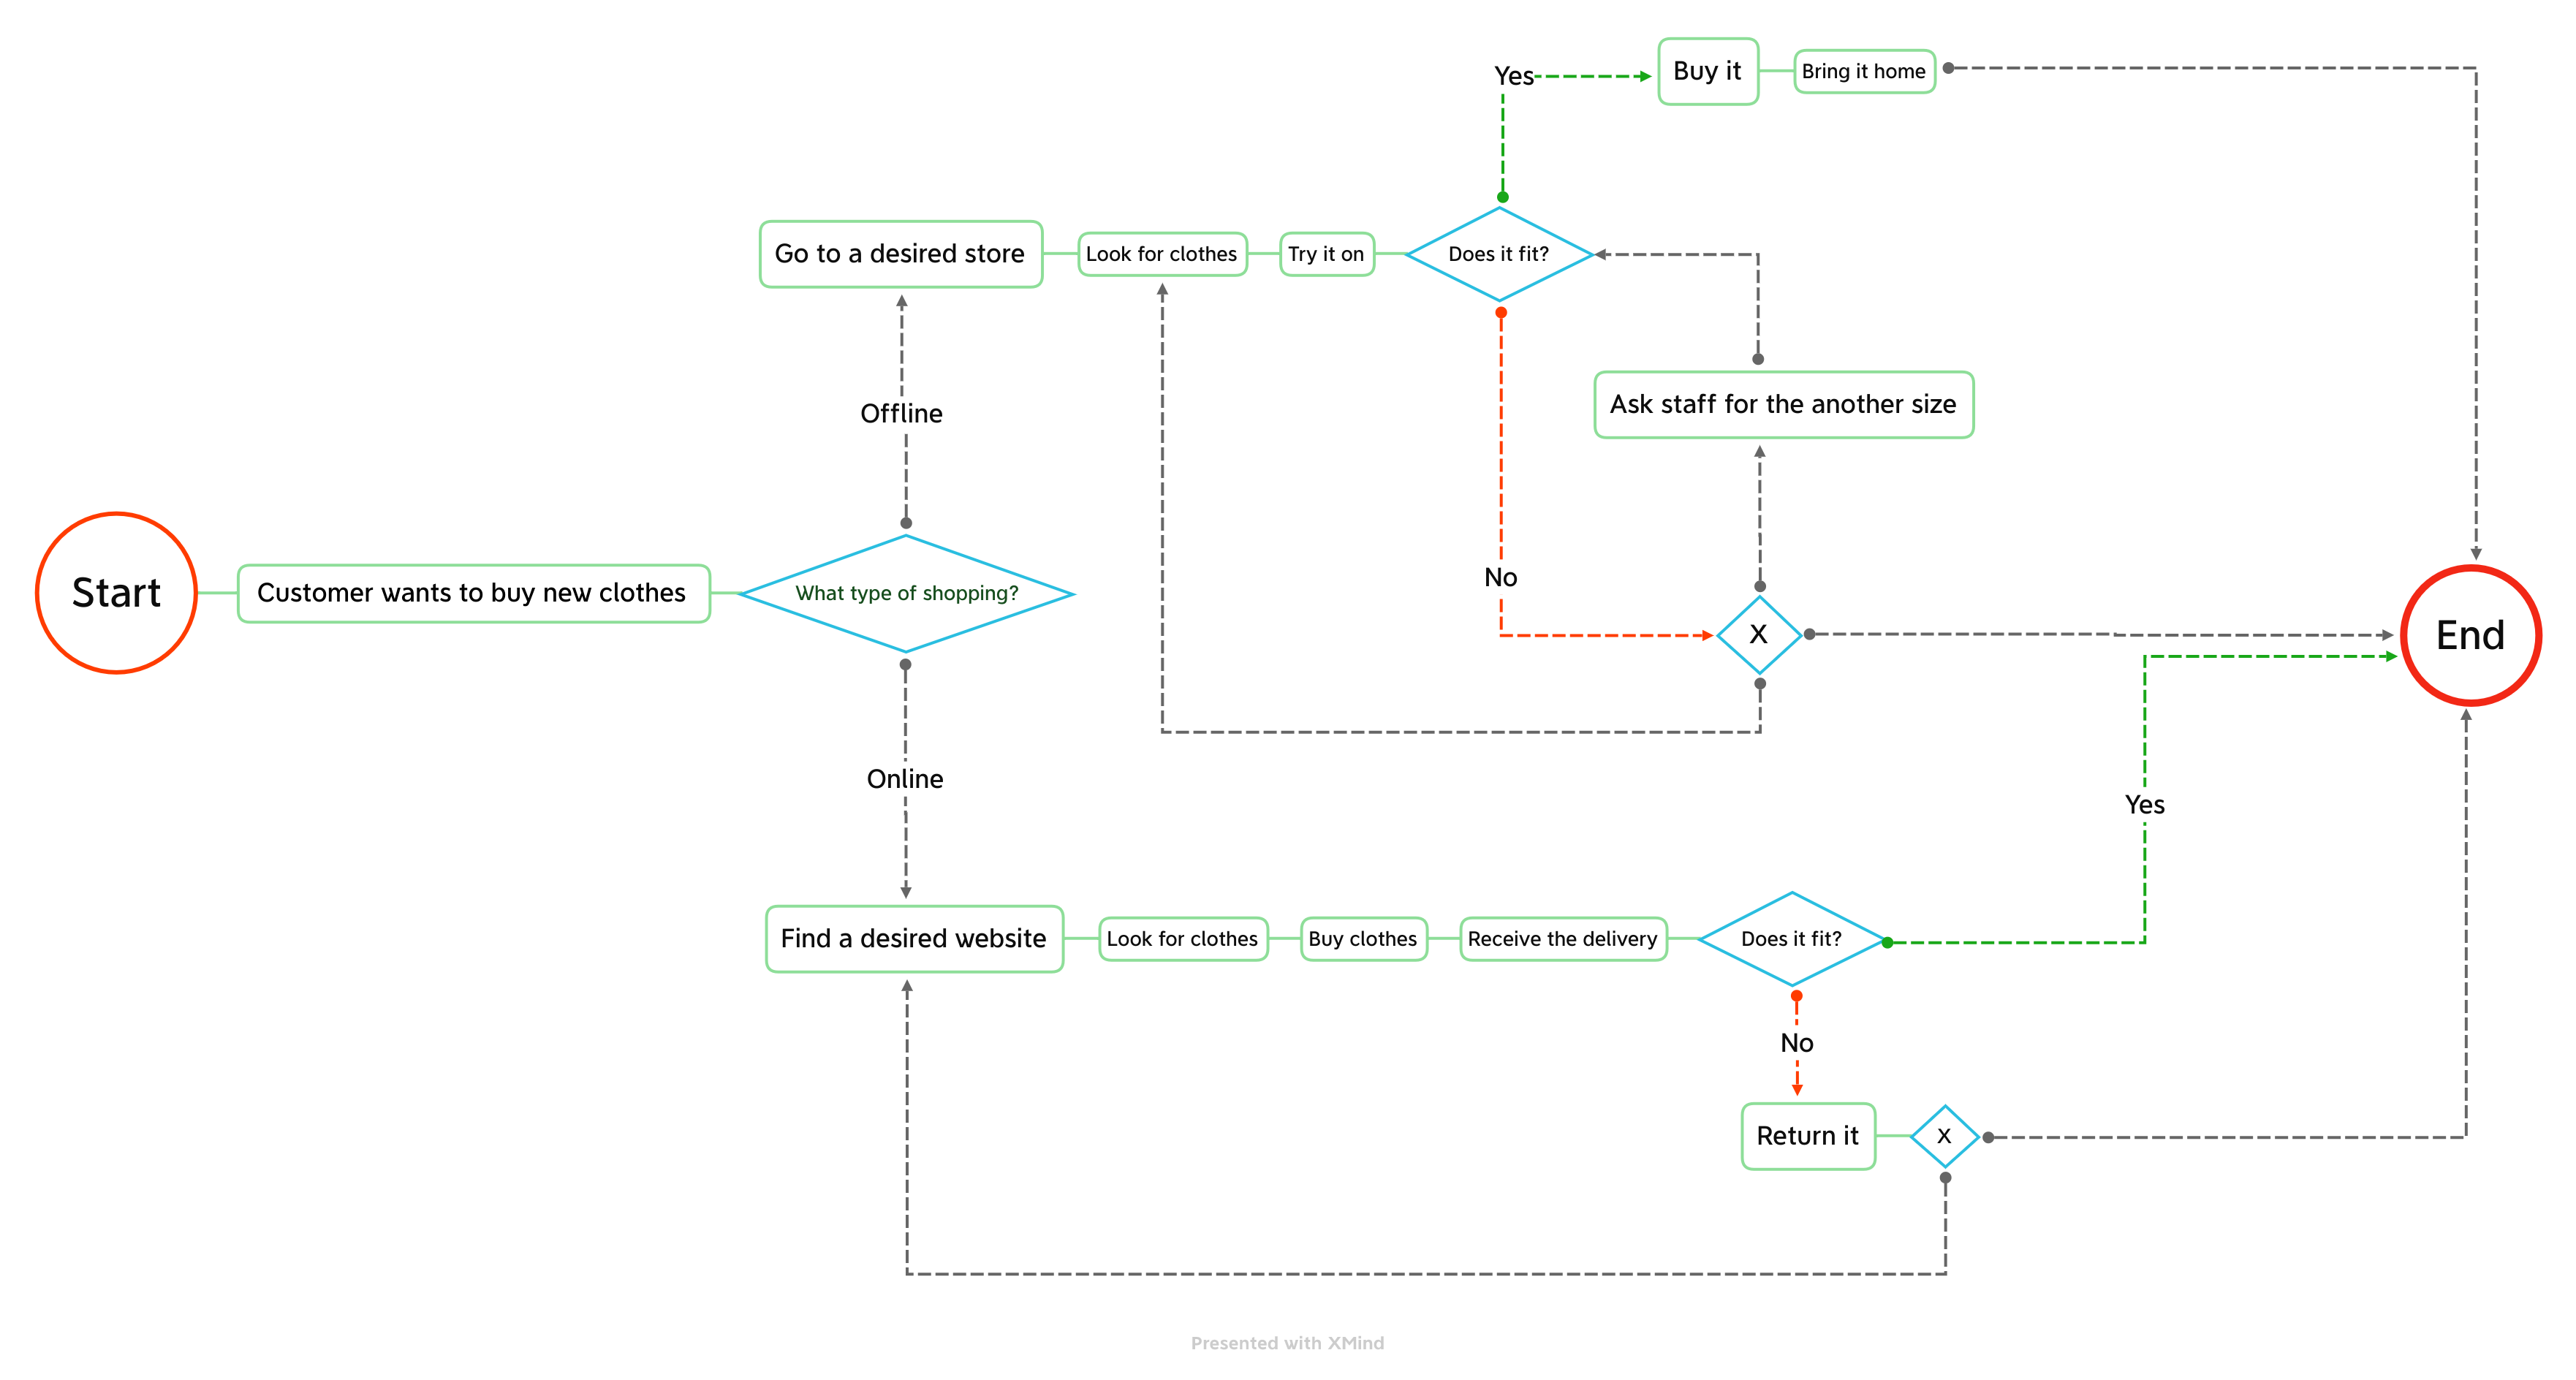 Yes
Buy it
Bring it home
Go to a desired store
Look for clothes
Try it on
Does it fit?
Offline
Ask staff for the another size
No
Start
Customer wants to buy new clothes
What type of shopping?
X
End
Online
Yes
Find a desired website
Look for clothes
Buy clothes
Receive the delivery
Does it fit?
No
Return it
X
Presented with XMind